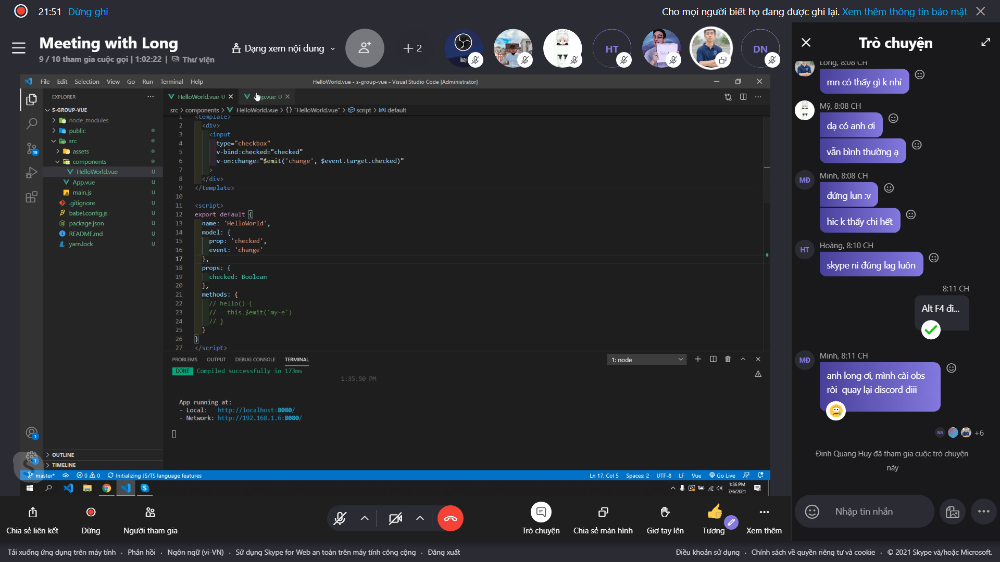 21:51 Dừng ghi
Cho mọi người biết họ đang được ghi lại. Xem thêm thông tin bảo mật
Meeting with Long
9 / 10 tham gia cuộc gọi | 1:02:22 | Thư viện
Dạng xem nội dung
+ 2
HT
DN
File Edit Selection View Go Run Terminal Help
HelloWorld.vue - s-group-vue - Visual Studio Code [Administrator]
EXPLORER
S-GROUP-VUE
node_modules
public
src
assets
components
HelloWorld.vue U
App.vue U
main.js U
.gitignore U
babel.config.js U
package.json U
README.md U
yarn.lock U
OUTLINE
TIMELINE
19
1
1
HelloWorld.vue U
p.vue U
src > components > HelloWorld.vue > {} "HelloWorld.vue" > script > default
1 <template>
2 <div>
3 <input
4 type="checkbox"
5 v-bind:checked="checked"
6 v-on:change="$emit('change', $event.target.checked)"
7 >
8 </div>
9 </template>
10
11 <script>
12 export default {
13 name: 'HelloWorld',
14 model: {
15 prop: 'checked',
16 event: 'change'
17 },
18 props: {
19 checked: Boolean
20 },
21 methods: {
22 // hello() {
23 // this.$emit('my-e')
24 // }
25 }
26 }
27 </script>
PROBLEMS OUTPUT DEBUG CONSOLE TERMINAL
1: node
DONE Compiled successfully in 173ms
1:35:50 PM
App running at:
- Local: http://localhost:8080/
- Network: http://192.168.1.6:8080/
master* 0 0 Initializing JS/TS language features
Ln 17, Col 5 Spaces: 2 UTF-8 LF Vue Go Live
1:36 PM
7/6/2021
Trò chuyện
Long, 8:08 CH
mn có thấy gì k nhỉ
Mỹ, 8:08 CH
dạ có anh ơi
vẫn bình thường ạ
MĐ
Minh, 8:08 CH
đứng lun :v
hic k thấy chi hết
HT
Hoàng, 8:10 CH
skype ni đúng lag luôn
8:11 CH
Alt F4 đi...
MĐ
Minh, 8:11 CH
anh long ơi, mình cài obs
ròi quay lại discorđ điii
NN +6
Đinh Quang Huy đã tham gia cuộc trò chuyện
này
Nhập tin nhắn
Chia sẻ liên kết
Dừng
Người tham gia
Trò chuyện
Chia sẻ màn hình
Giơ tay lên
Tương
Xem thêm
Tải xuống ứng dụng trên máy tính · Phản hồi · Ngôn ngữ (vi-VN) · Sử dụng Skype for Web an toàn trên máy tính công cộng · Đăng xuất
Điều khoản sử dụng · Chính sách về quyền riêng tư và cookie · © 2021 Skype và/hoặc Microsoft.